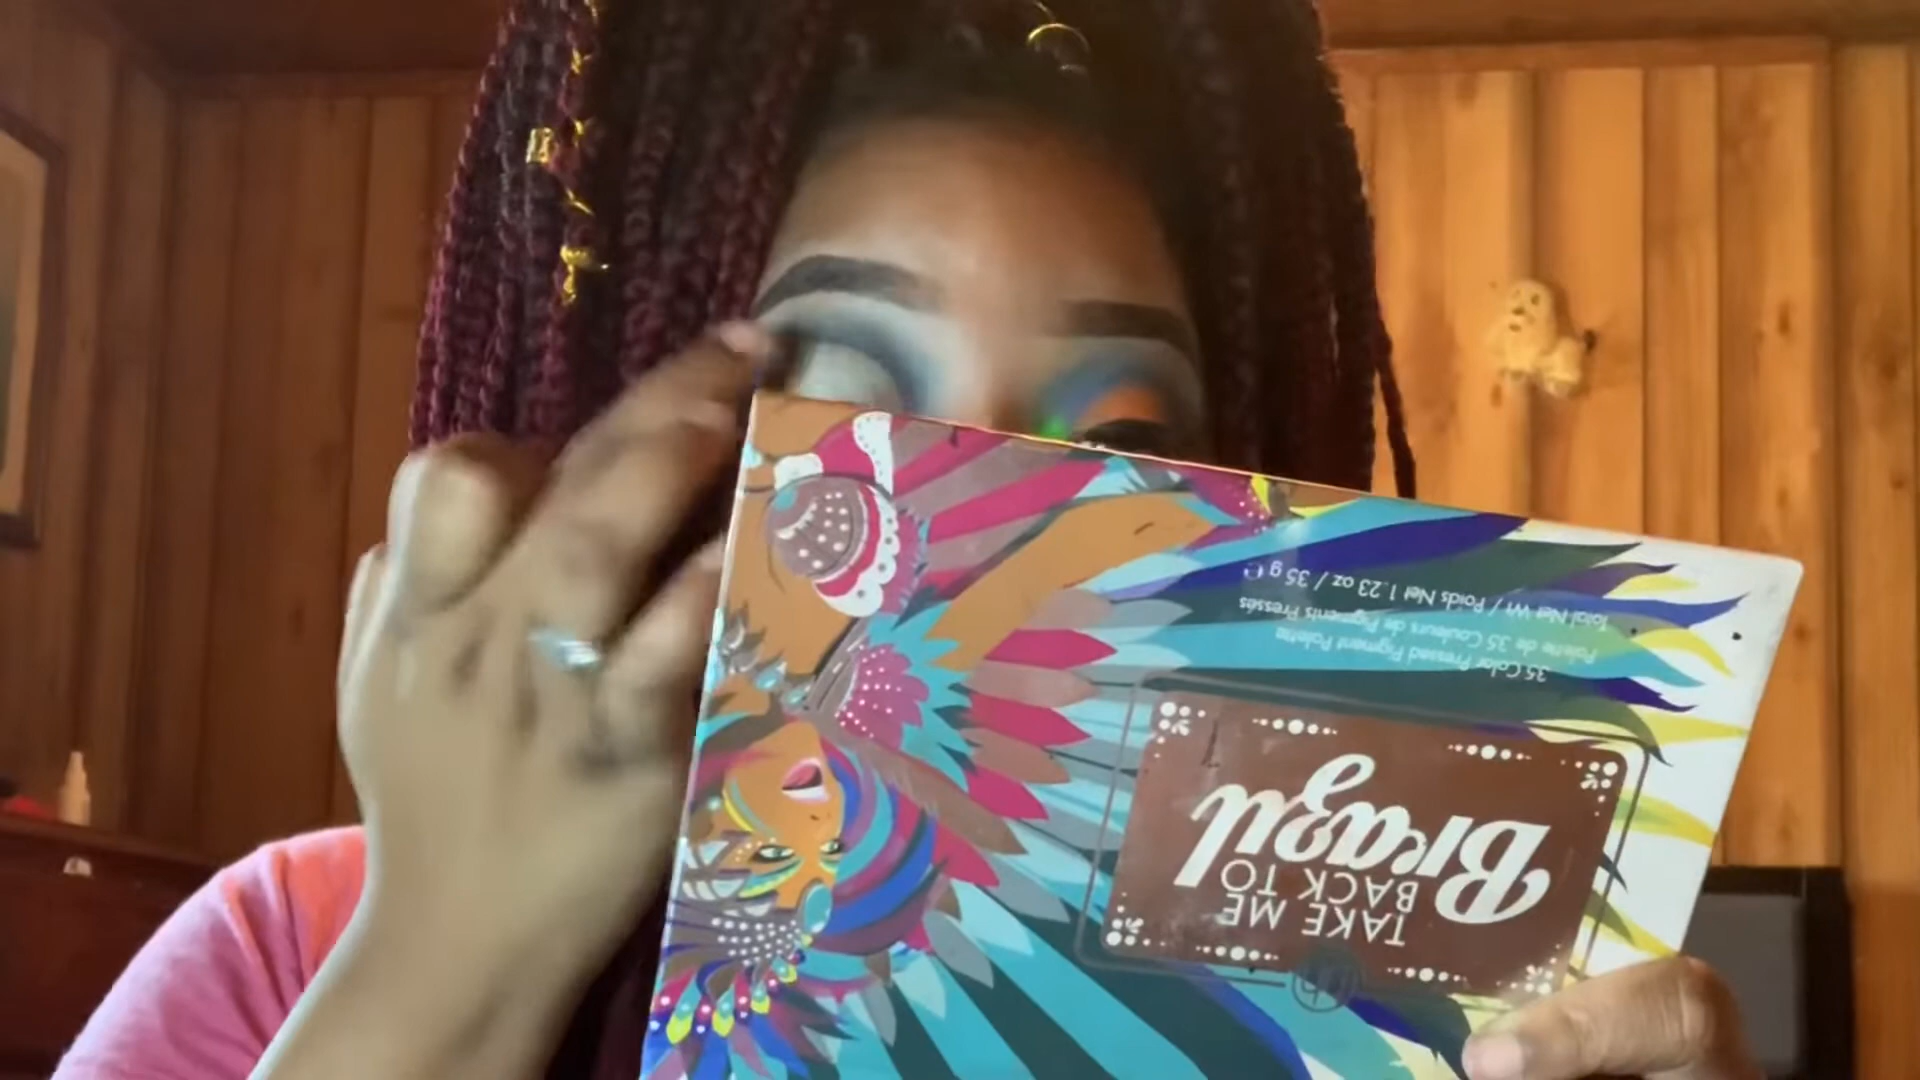 TAKE ME
BACK TO
Brazil
35 Color Pressed Pigment Palette
Palette de 35 Couleurs de Pigments Pressés
Total Net Wt / Poids Net 1.23 oz / 35 g e
bh